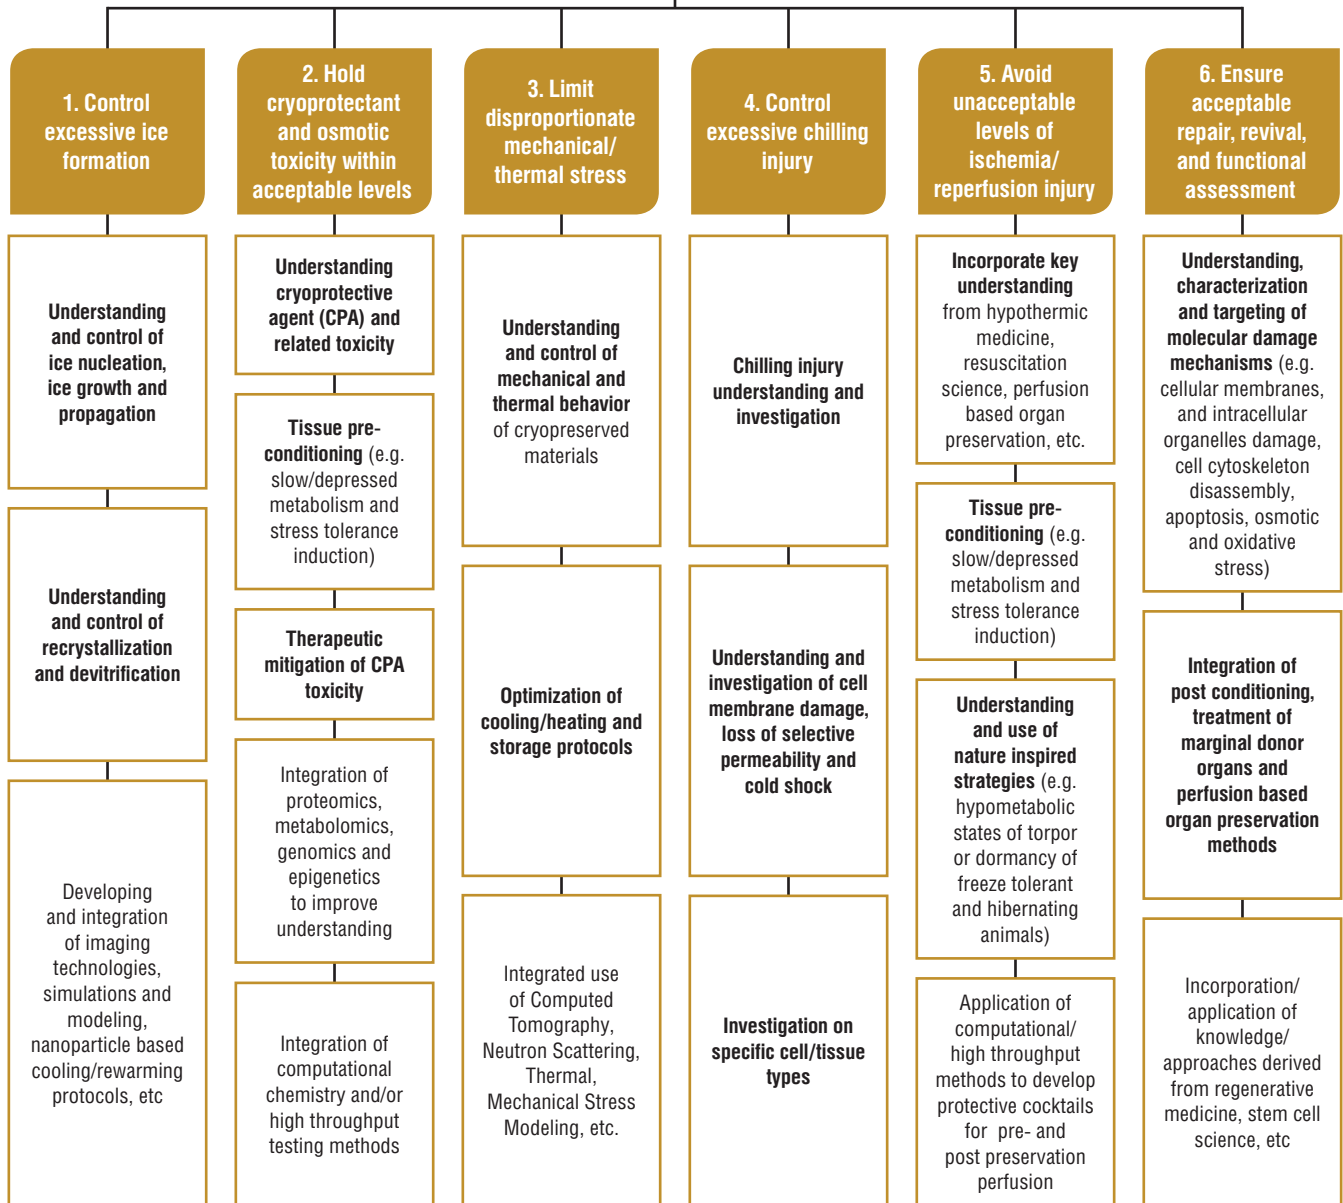 1. Control
excessive ice
formation
Understanding
and control of
ice nucleation,
ice growth and
propagation
Understanding
and control of
recrystallization
and devitrification
Developing
and integration
of imaging
technologies,
simulations and
modeling,
nanoparticle based
cooling/rewarming
protocols, etc
2. Hold
cryoprotectant
and osmotic
toxicity within
acceptable levels
Understanding
cryoprotective
agent (CPA) and
related toxicity
Tissue pre-
conditioning (e.g.
slow/depressed
metabolism and
stress tolerance
induction)
Therapeutic
mitigation of CPA
toxicity
Integration of
proteomics,
metabolomics,
genomics and
epigenetics
to improve
understanding
Integration of
computational
chemistry and/or
high throughput
testing methods
3. Limit
disproportionate
mechanical/
thermal stress
Understanding
and control of
mechanical and
thermal behavior
of cryopreserved
materials
Optimization of
cooling/heating and
storage protocols
Integrated use
of Computed
Tomography,
Neutron Scattering,
Thermal,
Mechanical Stress
Modeling, etc.
4. Control
excessive chilling
injury
Chilling injury
understanding and
investigation
Understanding and
investigation of cell
membrane damage,
loss of selective
permeability and
cold shock
Investigation on
specific cell/tissue
types
5. Avoid
unacceptable
levels of
ischemia/
reperfusion injury
Incorporate key
understanding
from hypothermic
medicine,
resuscitation
science, perfusion
based organ
preservation, etc.
Tissue pre-
conditioning (e.g.
slow/depressed
metabolism and
stress tolerance
induction)
Understanding
and use of
nature inspired
strategies (e.g.
hypometabolic
states of torpor
or dormancy of
freeze tolerant
and hibernating
animals)
Application of
computational/
high throughput
methods to develop
protective cocktails
for pre- and
post preservation
perfusion
6. Ensure
acceptable
repair, revival,
and functional
assessment
Understanding,
characterization
and targeting of
molecular damage
mechanisms (e.g.
cellular membranes,
and intracellular
organelles damage,
cell cytoskeleton
disassembly,
apoptosis, osmotic
and oxidative
stress)
Integration of
post conditioning,
treatment of
marginal donor
organs and
perfusion based
organ preservation
methods
Incorporation/
application of
knowledge/
approaches derived
from regenerative
medicine, stem cell
science, etc